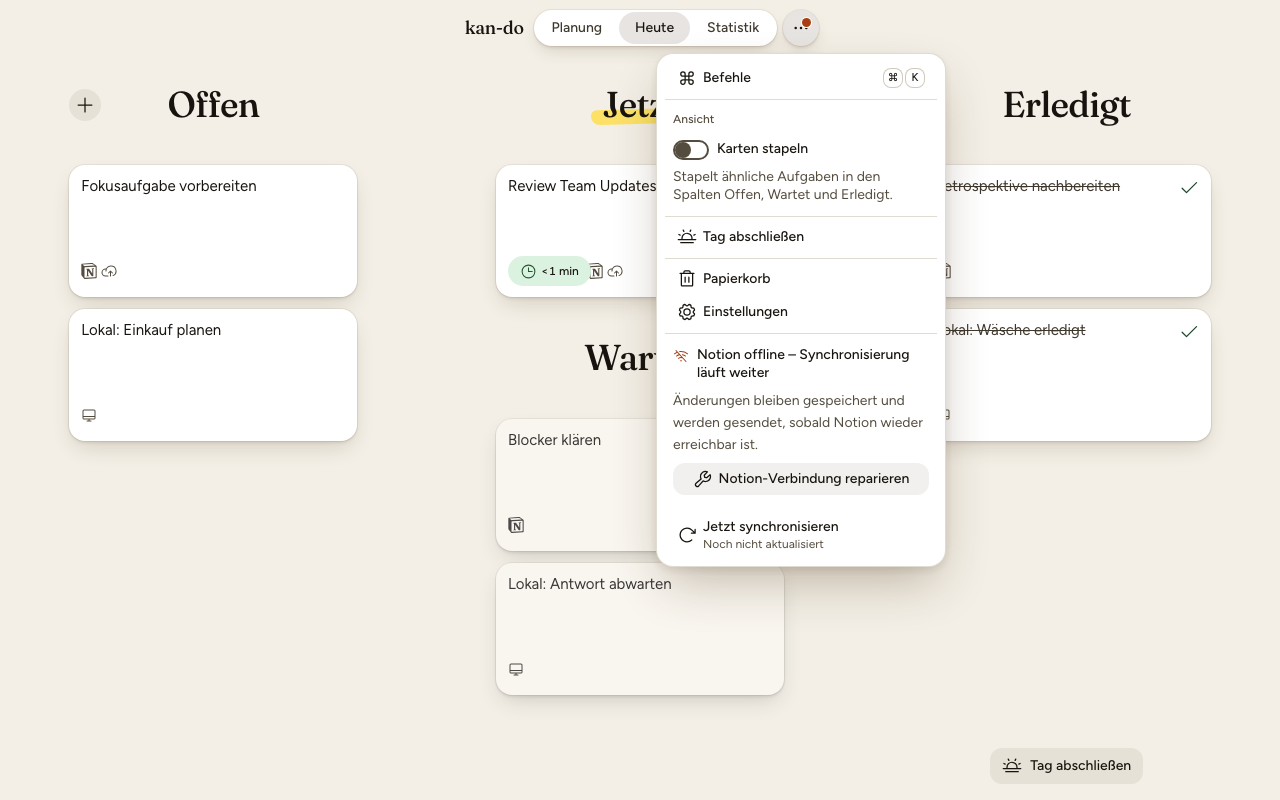 kan-do
Planung
Heute
Statistik
Befehle
⌘ K
Ansicht
Karten stapeln
Stapelt ähnliche Aufgaben in den
Spalten Offen, Wartet und Erledigt.
Tag abschließen
Papierkorb
Einstellungen
Notion offline – Synchronisierung
läuft weiter
Änderungen bleiben gespeichert und
werden gesendet, sobald Notion wieder
erreichbar ist.
Notion-Verbindung reparieren
Jetzt synchronisieren
Noch nicht aktualisiert
Offen
Fokusaufgabe vorbereiten
Lokal: Einkauf planen
Review Team Updates
<1 min
Blocker klären
Lokal: Antwort abwarten
Erledigt
nachbereiten
Wäsche erledigt
Tag abschließen